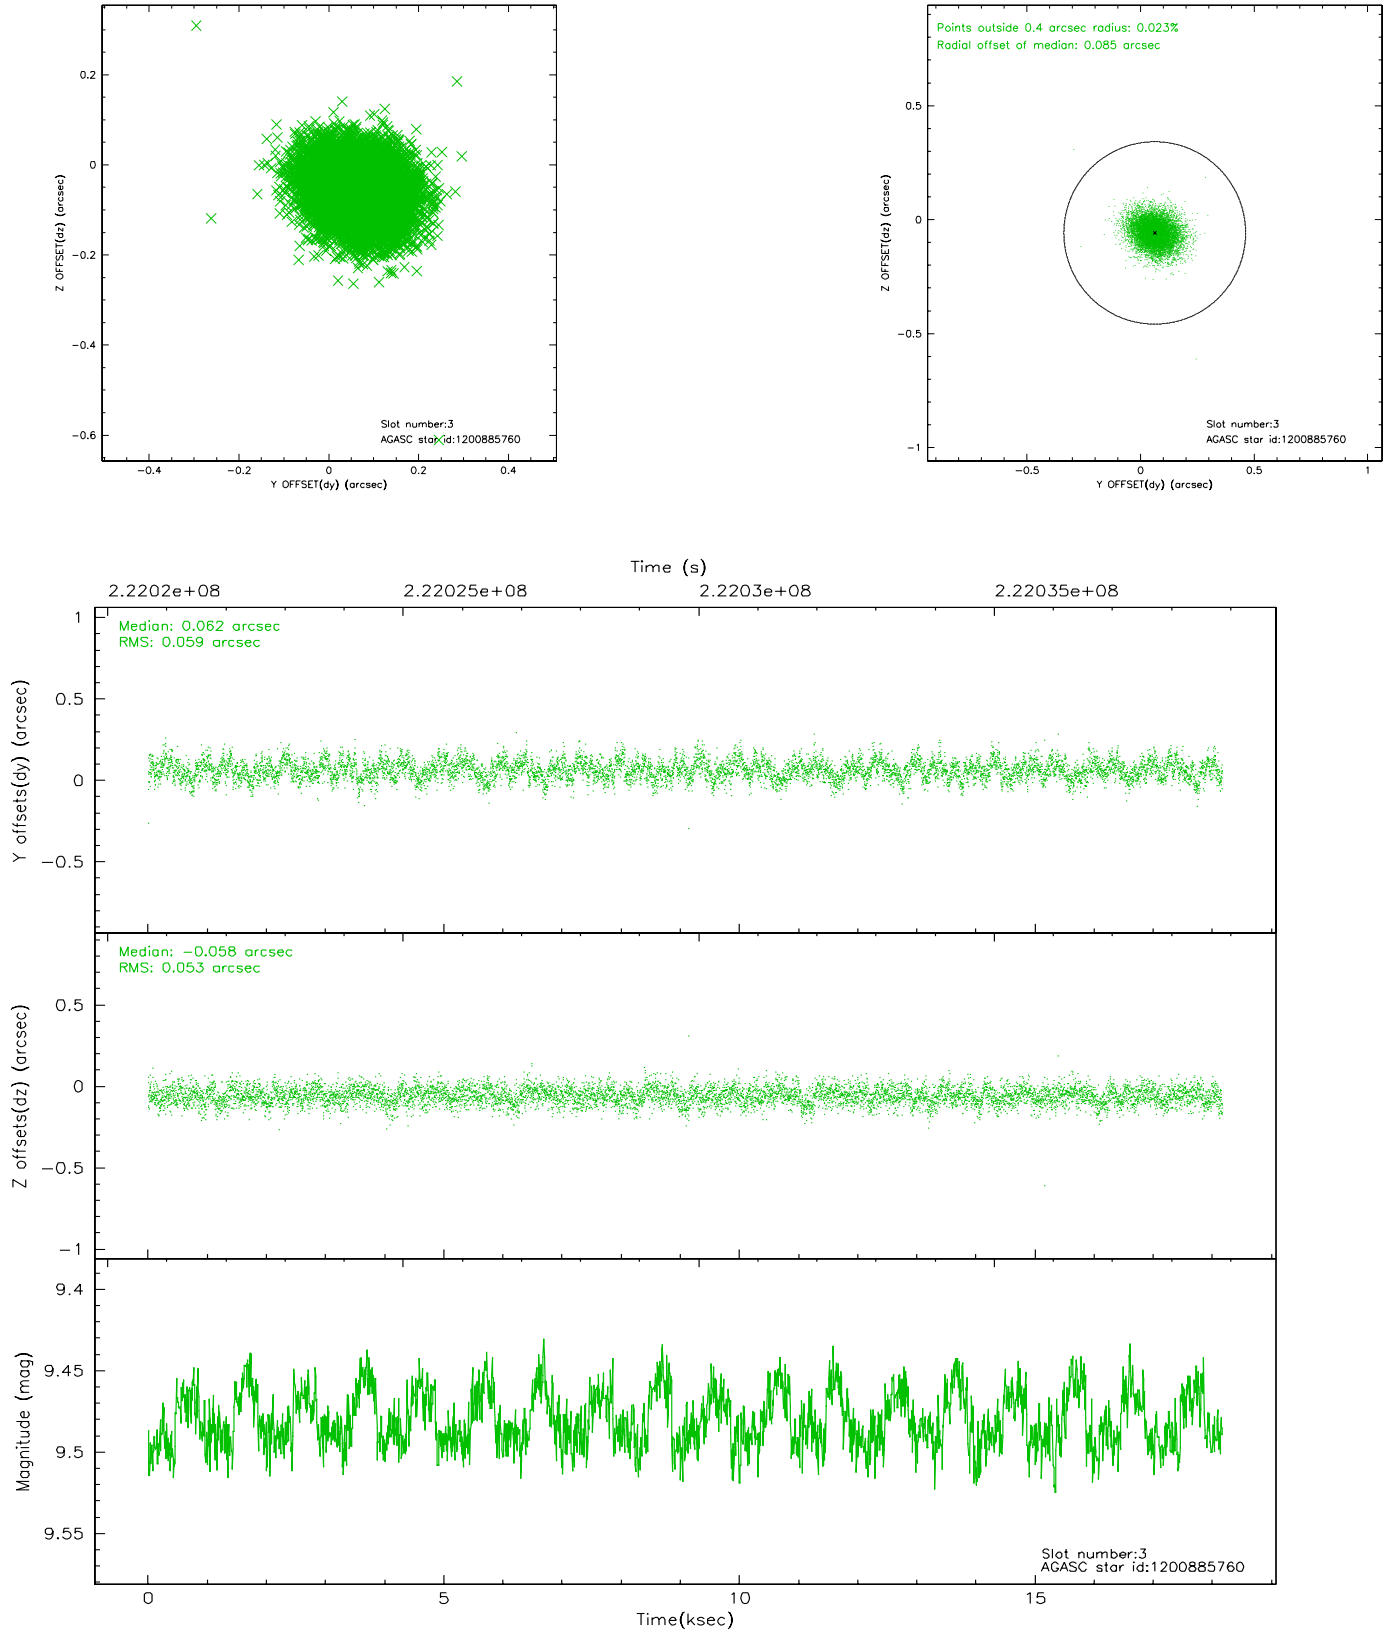 0.2
0
−0.2
−0.4
−0.6
Z OFFSET(dz) (arcsec)
−0.4 −0.2 0 0.2 0.4
Y OFFSET(dy) (arcsec)
Slot number:3
AGASC star id:1200885760
Points outside 0.4 arcsec radius: 0.023%
Radial offset of median: 0.085 arcsec
0.5
0
−0.5
−1
Z OFFSET(dz) (arcsec)
−0.5 0 0.5 1
Y OFFSET(dy) (arcsec)
Slot number:3
AGASC star id:1200885760
Time (s)
2.2202e+08 2.22025e+08 2.2203e+08 2.22035e+08
Median: 0.062 arcsec
RMS: 0.059 arcsec
1
0.5
0
−0.5
Y offsets(dy) (arcsec)
Median: −0.058 arcsec
RMS: 0.053 arcsec
0.5
0
−0.5
−1
Z offsets(dz) (arcsec)
9.4
9.45
9.5
9.55
Magnitude (mag)
Slot number:3
AGASC star id:1200885760
0 5 10 15
Time(ksec)